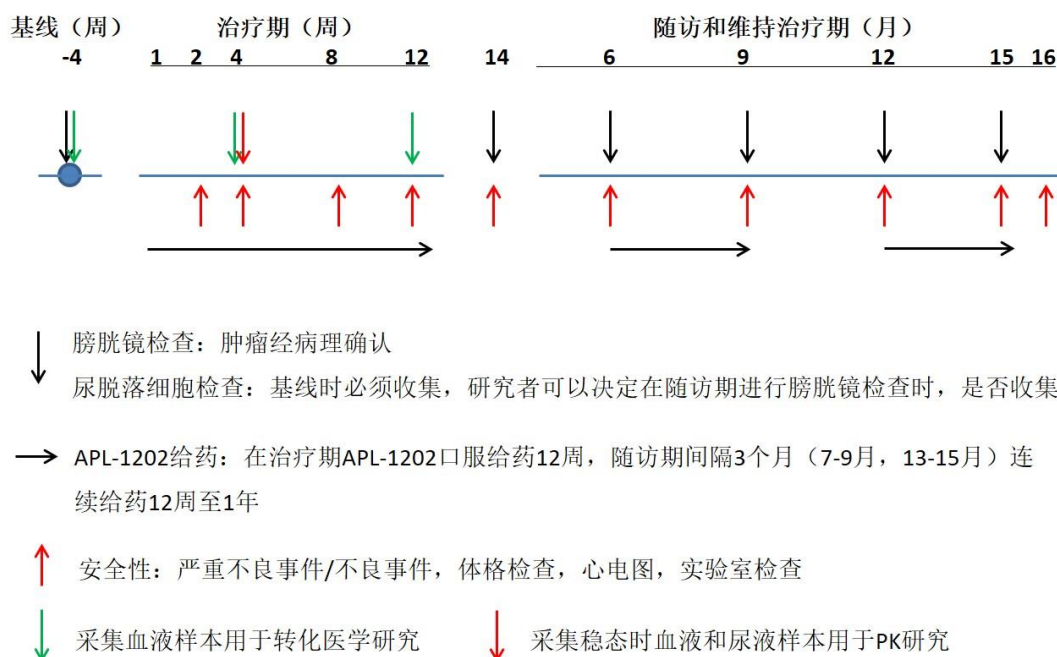 基线（周） 治疗期（周） 随访和维持治疗期（月）
-4 1 2 4 8 12 14 6 9 12 15 16
膀胱镜检查：肿瘤经病理确认
尿脱落细胞检查：基线时必须收集，研究者可以决定在随访期进行膀胱镜检查时，是否收集
APL-1202给药：在治疗期APL-1202口服给药12周，随访期间隔3个月（7-9月，13-15月）连
续给药12周至1年
安全性：严重不良事件/不良事件，体格检查，心电图，实验室检查
采集血液样本用于转化医学研究 采集稳态时血液和尿液样本用于PK研究